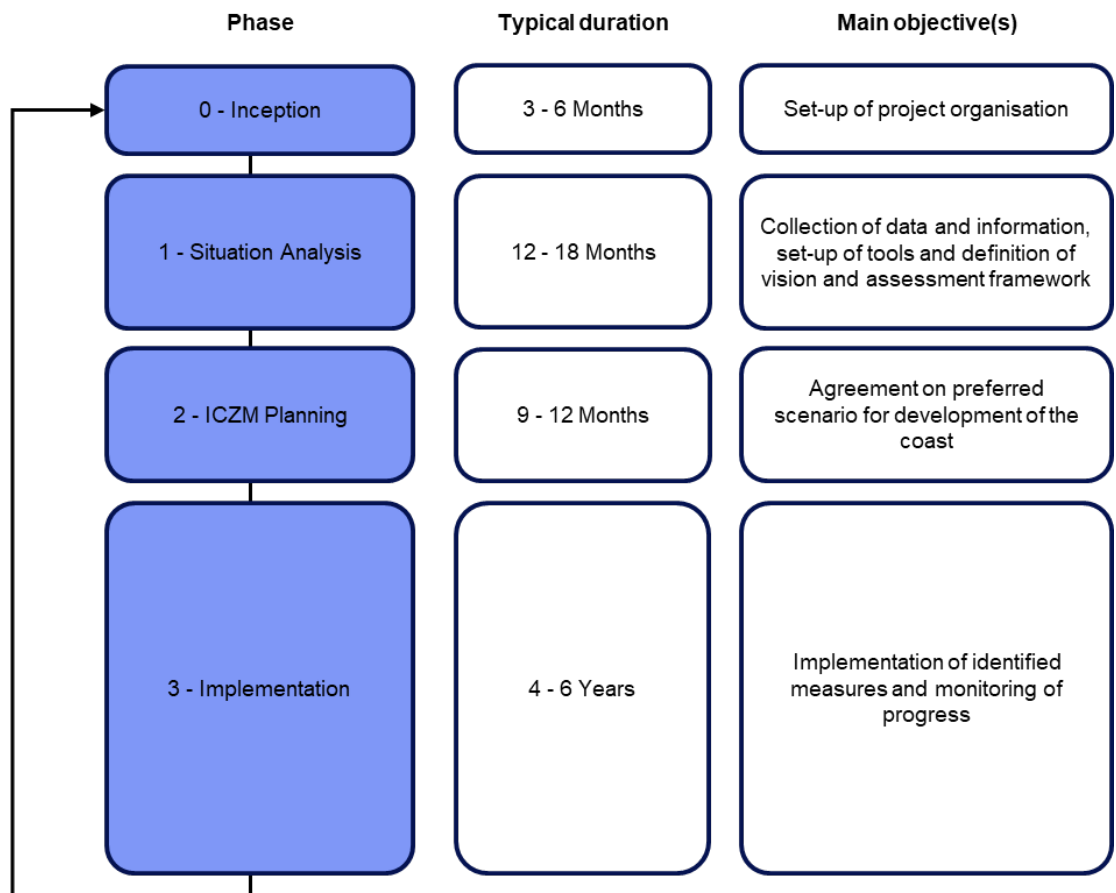 Phase
Typical duration
Main objective(s)
0 - Inception
3 - 6 Months
Set-up of project organisation
1 - Situation Analysis
12 - 18 Months
Collection of data and information,
set-up of tools and definition of
vision and assessment framework
2 - ICZM Planning
9 - 12 Months
Agreement on preferred
scenario for development of the
coast
3 - Implementation
4 - 6 Years
Implementation of identified
measures and monitoring of
progress